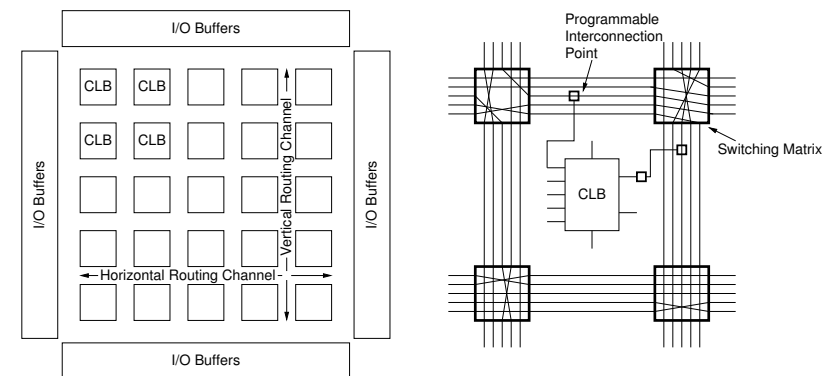 I/O Buffers
I/O Buffers
CLB
CLB
CLB
CLB
Vertical Routing Channel
Horizontal Routing Channel
I/O Buffers
I/O Buffers
Programmable
Interconnection
Point
Switching Matrix
CLB